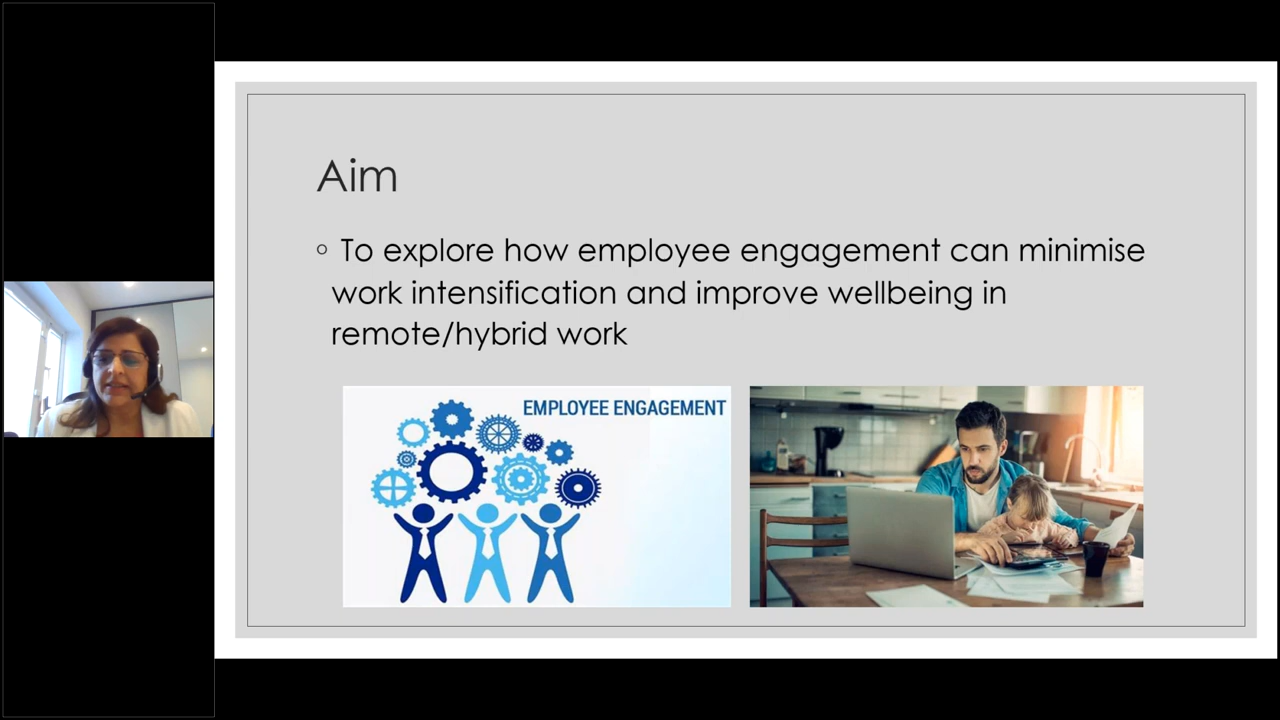 Aim
To explore how employee engagement can minimise
work intensification and improve wellbeing in
remote/hybrid work
EMPLOYEE ENGAGEMENT